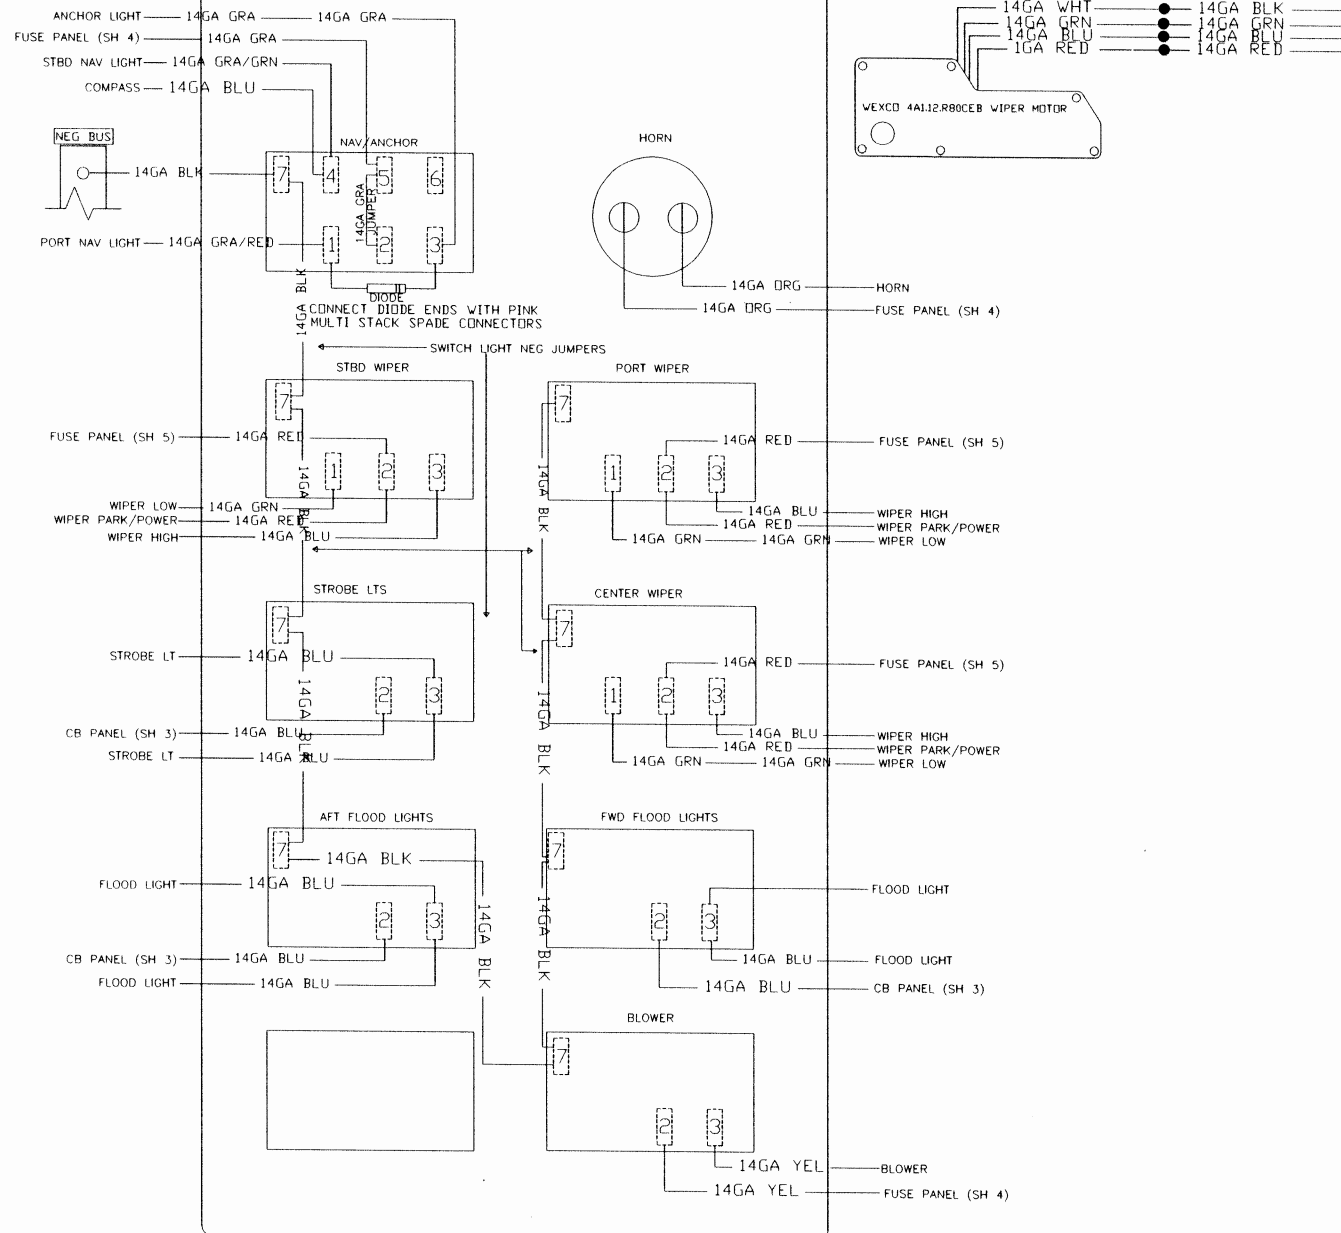 ANCHOR LIGHT 14GA GRA 14GA GRA
FUSE PANEL (SH 4) 14GA GRA
STBD NAV LIGHT 14GA GRA/GRN
COMPASS 14GA BLU
14GA WHT 14GA BLK
14GA GRN 14GA GRN
14GA BLU 14GA BLU
1GA RED 14GA RED
WEXCO 4A1.12.R80CEB WIPER MOTOR
NEG BUS
14GA BLK
NAV/ANCHOR
7 4 5 6
14GA GRA
JUMPER
PORT NAV LIGHT 14GA GRA/RED
1 2 3
14GA BLK
DIODE
CONNECT DIODE ENDS WITH PINK
MULTI STACK SPADE CONNECTORS
HORN
14GA ORG HORN
14GA ORG FUSE PANEL (SH 4)
SWITCH LIGHT NEG JUMPERS
STBD WIPER
7
FUSE PANEL (SH 5) 14GA RED
1 2 3
14GA BLK
WIPER LOW 14GA GRN
WIPER PARK/POWER 14GA RED
WIPER HIGH 14GA BLU
PORT WIPER
7
14GA RED FUSE PANEL (SH 5)
1 2 3
14GA BLK
14GA BLU WIPER HIGH
14GA RED WIPER PARK/POWER
14GA GRN 14GA GRN WIPER LOW
STROBE LTS
7
STROBE LT 14GA BLU
2 3
14GA BLK
CB PANEL (SH 3) 14GA BLU
STROBE LT 14GA BLU
CENTER WIPER
7
14GA RED FUSE PANEL (SH 5)
1 2 3
14GA BLK
14GA BLU WIPER HIGH
14GA RED WIPER PARK/POWER
14GA GRN 14GA GRN WIPER LOW
AFT FLOOD LIGHTS
7
14GA BLK
FLOOD LIGHT 14GA BLU
2 3
14GA BLK
CB PANEL (SH 3) 14GA BLU
FLOOD LIGHT 14GA BLU
FWD FLOOD LIGHTS
7
FLOOD LIGHT
2 3
14GA BLK
14GA BLU FLOOD LIGHT
14GA BLU CB PANEL (SH 3)
BLOWER
7
2 3
14GA YEL BLOWER
14GA YEL FUSE PANEL (SH 4)